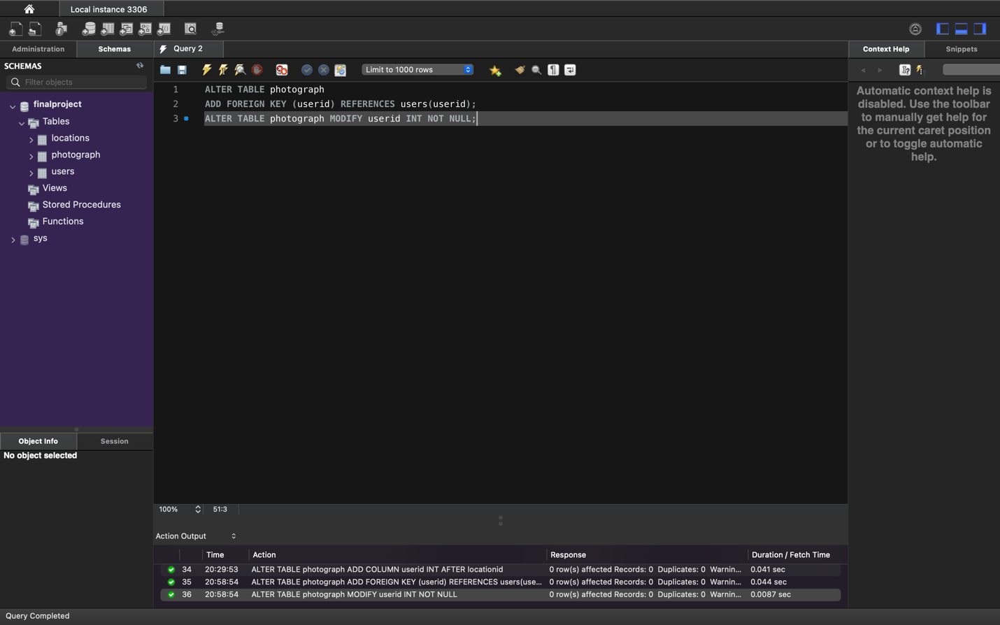 Local instance 3306
Administration
Schemas
Query 2
Context Help
Snippets
SCHEMAS
Limit to 1000 rows
Filter objects
finalproject
Tables
locations
photograph
users
Views
Stored Procedures
Functions
sys
1 ALTER TABLE photograph
2 ADD FOREIGN KEY (userid) REFERENCES users(userid);
3 ALTER TABLE photograph MODIFY userid INT NOT NULL;
Automatic context help is
disabled. Use the toolbar
to manually get help for
the current caret position
or to toggle automatic
help.
Object Info
Session
No object selected
100%
51:3
Action Output
Time Action Response Duration / Fetch Time
34 20:29:53 ALTER TABLE photograph ADD COLUMN userid INT AFTER locationid 0 row(s) affected Records: 0 Duplicates: 0 Warnin... 0.041 sec
35 20:58:54 ALTER TABLE photograph ADD FOREIGN KEY (userid) REFERENCES users(use... 0 row(s) affected Records: 0 Duplicates: 0 Warnin... 0.044 sec
36 20:58:54 ALTER TABLE photograph MODIFY userid INT NOT NULL 0 row(s) affected Records: 0 Duplicates: 0 Warnin... 0.0087 sec
Query Completed